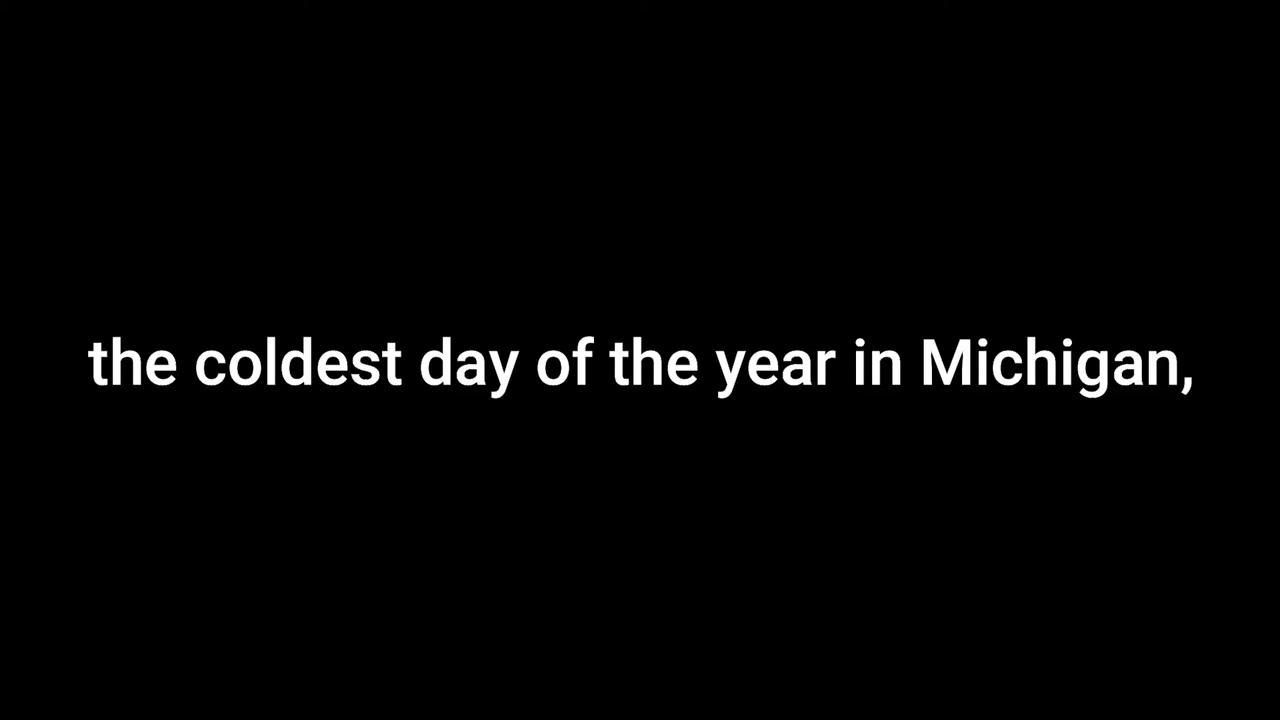 the coldest day of the year in Michigan,